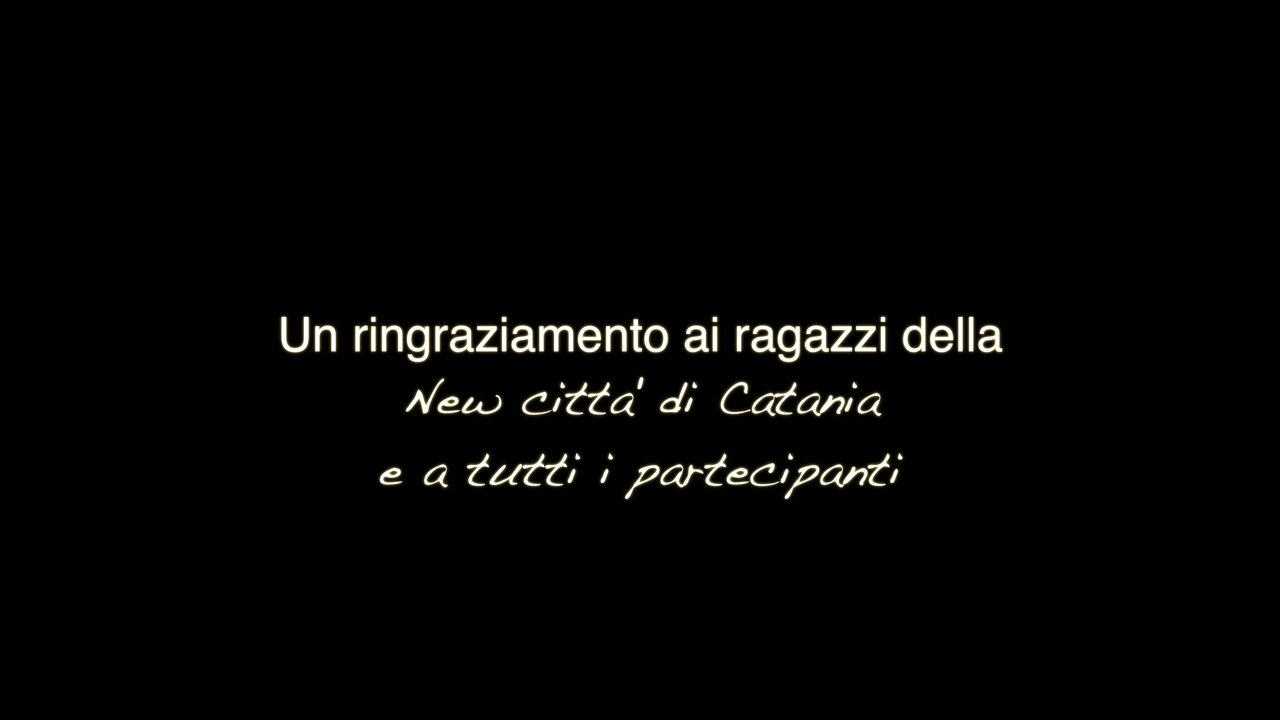 Un ringraziamento ai ragazzi della
New citta' di Catania
e a tutti i partecipanti